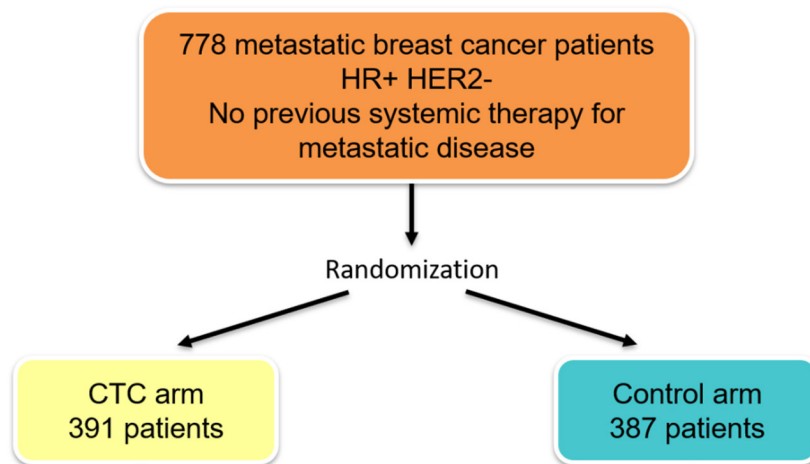 778 metastatic breast cancer patients
HR+ HER2-
No previous systemic therapy for
metastatic disease
Randomization
CTC arm
391 patients
Control arm
387 patients